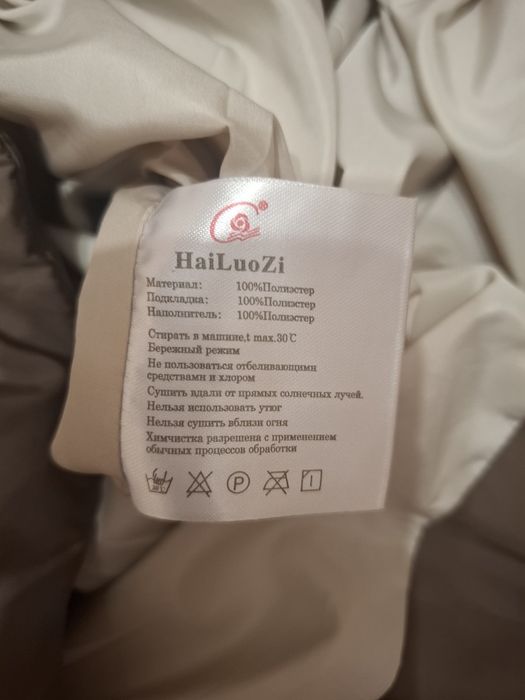 HaiLuoZi
Материал: 100%Полиэстер
Подкладка: 100%Полиэстер
Наполнитель: 100%Полиэстер
Стирать в машине,t max.30℃
Бережный режим
Не пользоваться отбеливающими
средствами и хлором
Сушить вдали от прямых солнечных лучей.
Нельзя использовать утюг
Нельзя сушить вблизи огня
Химчистка разрешена с применением
обычных процессов обработки
P